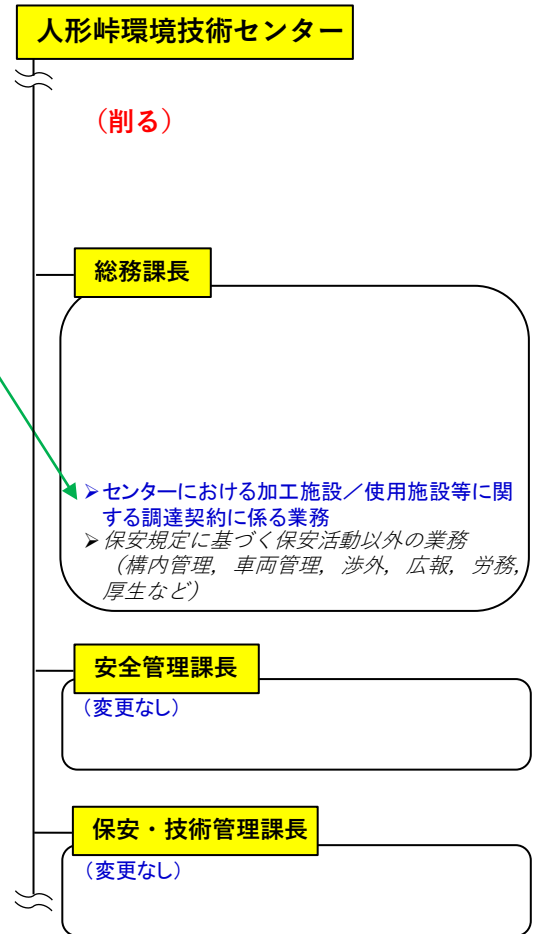 人形峠環境技術センター
（削る）
総務課長
➢センターにおける加工施設／使用施設等に関
する調達契約に係る業務
➢保安規定に基づく保安活動以外の業務
（構内管理，車両管理，渉外，広報，労務，
厚生など）
安全管理課長
（変更なし）
保安・技術管理課長
（変更なし）